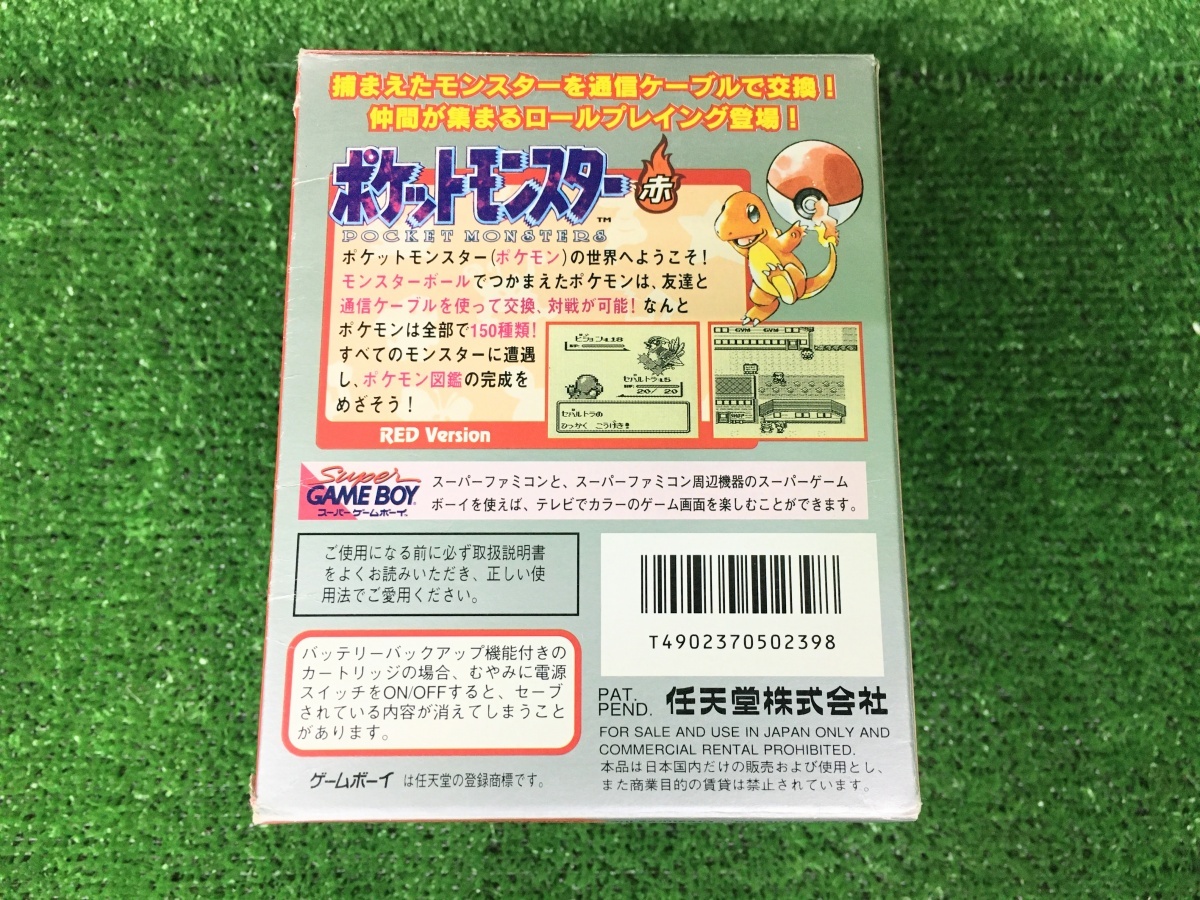 捕まえたモンスターを通信ケーブルで交換！
仲間が集まるロールプレイング登場！
ポケットモンスター 赤
TM
POCKET MONSTERS
ポケットモンスター(ポケモン)の世界へようこそ！
モンスターボールでつかまえたポケモンは、友達と
通信ケーブルを使って交換、対戦が可能！なんと
ポケモンは全部で150種類！
すべてのモンスターに遭遇
し、ポケモン図鑑の完成を
めざそう！
RED Version
HP:
20/ 20
ひっかく こうげき！
GYM GYM
SHOP
Super
GAME BOY
スーパーゲームボーイ
スーパーファミコンと、スーパーファミコン周辺機器のスーパーゲーム
ボーイを使えば、テレビでカラーのゲーム画面を楽しむことができます。
ご使用になる前に必ず取扱説明書
をよくお読みいただき、正しい使
用法でご愛用ください。
T4902370502398
バッテリーバックアップ機能付きの
カートリッジの場合、むやみに電源
スイッチをON/OFFすると、セーブ
されている内容が消えてしまうこと
があります。
PAT.
PEND. 任天堂株式会社
FOR SALE AND USE IN JAPAN ONLY AND
COMMERCIAL RENTAL PROHIBITED.
本品は日本国内だけの販売および使用とし、
また商業目的の賃貸は禁止されています。
ゲームボーイ は任天堂の登録商標です。